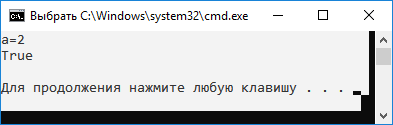 Выбрать C:\Windows\system32\cmd.exe
a=2
True
Для продолжения нажмите любую клавишу . . .